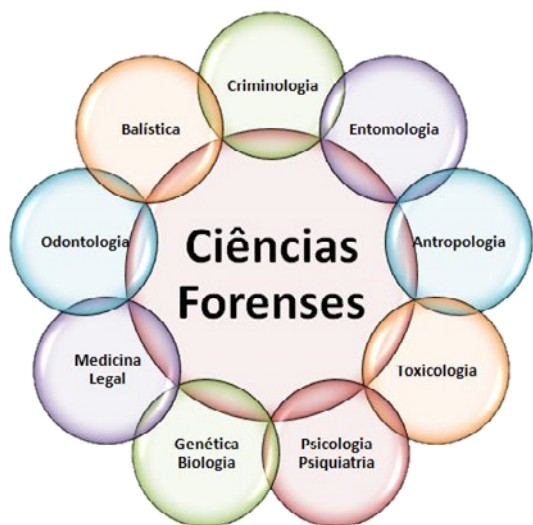 Criminologia
Entomologia
Antropologia
Toxicologia
Psicologia
Psiquiatria
Genética
Biologia
Medicina
Legal
Odontologia
Balística
Ciências
Forenses